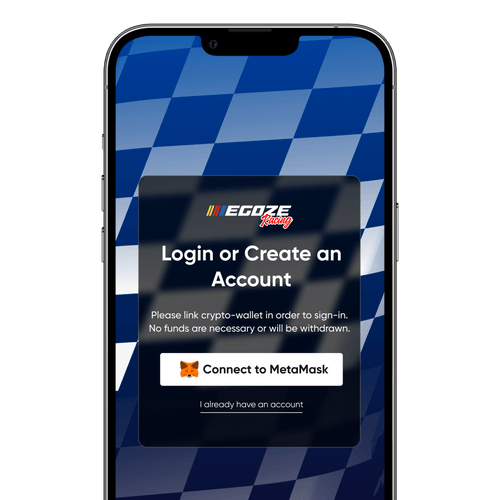 EGOZE
Racing
Login or Create an
Account
Please link crypto-wallet in order to sign-in.
No funds are necessary or will be withdrawn.
Connect to MetaMask
I already have an account